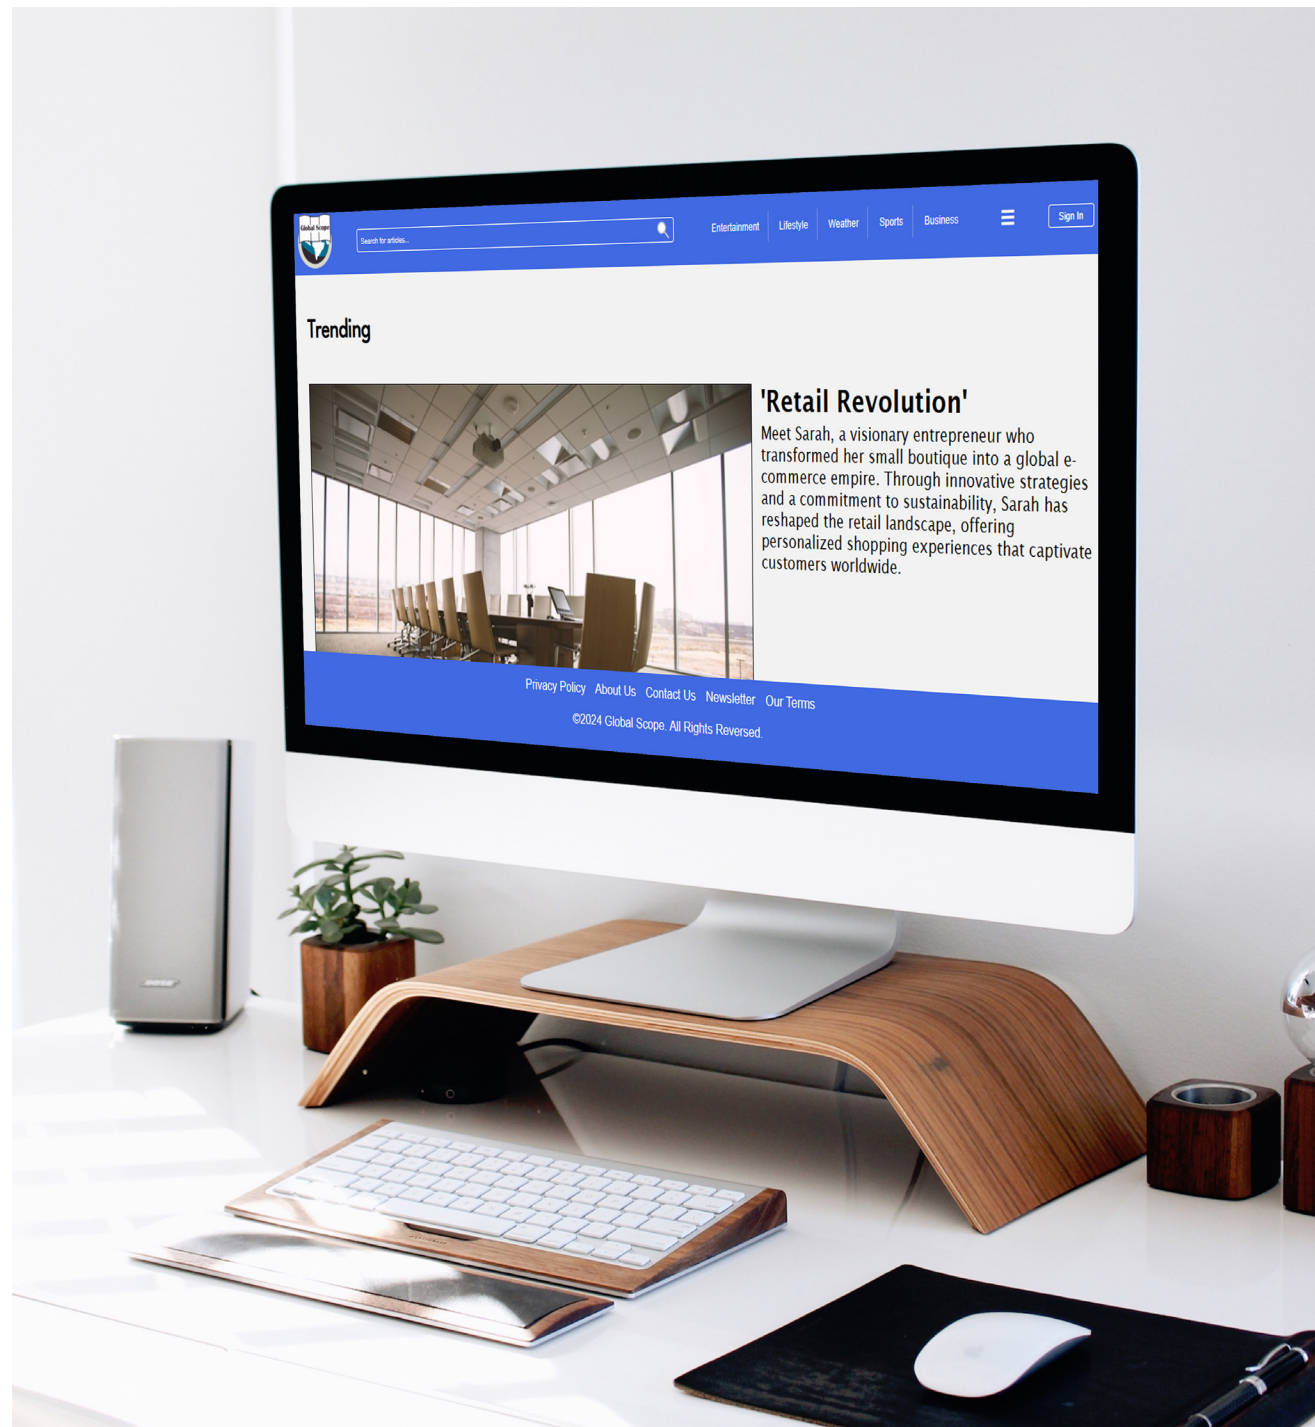 Global Scope
Search for articles...
Entertainment
Lifestyle
Weather
Sports
Business
Sign In
Trending
'Retail Revolution'
Meet Sarah, a visionary entrepreneur who
transformed her small boutique into a global e-
commerce empire. Through innovative strategies
and a commitment to sustainability, Sarah has
reshaped the retail landscape, offering
personalized shopping experiences that captivate
customers worldwide.
Privacy Policy About Us Contact Us Newsletter Our Terms
©2024 Global Scope. All Rights Reversed.
BOSE